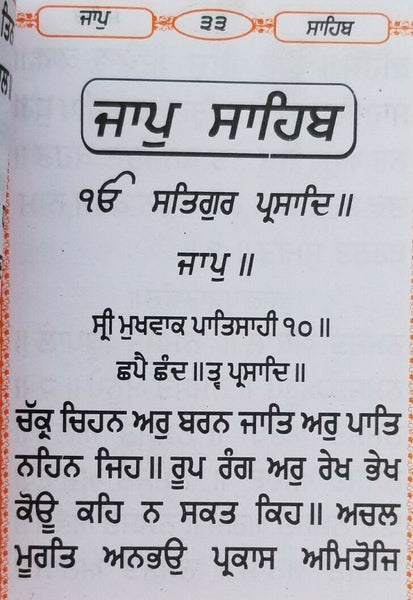 ਜਾਪੁ ੩੩ ਸਾਹਿਬ
ਜਾਪੁ ਸਾਹਿਬ
ੴ ਸਤਿਗੁਰ ਪ੍ਰਸਾਦਿ॥
ਜਾਪੁ॥
ਸ੍ਰੀ ਮੁਖਵਾਕ ਪਾਤਿਸਾਹੀ ੧੦॥
ਛਪੈ ਛੰਦ॥ਤ੍ਵ ਪ੍ਰਸਾਦਿ॥
ਚੱਕ੍ਰ ਚਿਹਨ ਅਰੁ ਬਰਨ ਜਾਤਿ ਅਰੁ ਪਾਤਿ
ਨਹਿਨ ਜਿਹ॥ ਰੂਪ ਰੰਗ ਅਰੁ ਰੇਖ ਭੇਖ
ਕੋਊ ਕਹਿ ਨ ਸਕਤ ਕਿਹ॥ ਅਚਲ
ਮੂਰਤਿ ਅਨਭਉ ਪ੍ਰਕਾਸ ਅਮਿਤੋਜਿ